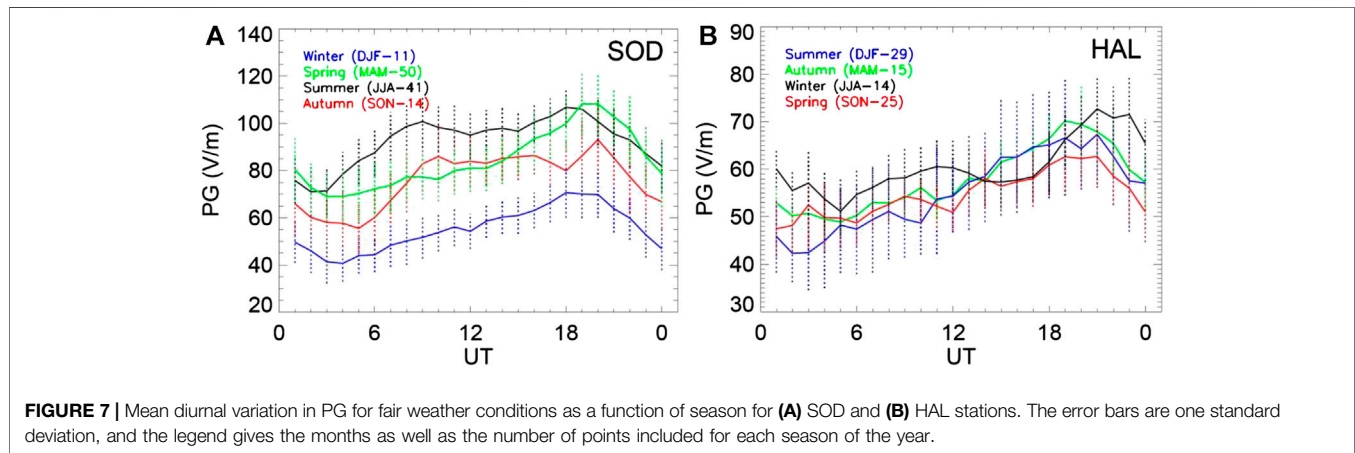 A
SOD
PG (V/m)
140
120
100
80
60
40
20
Winter (DJF-11)
Spring (MAM-50)
Summer (JJA-41)
Autumn (SON-14)
0 6 12 18 0
UT
B
HAL
PG (V/m)
90
80
70
60
50
40
30
Summer (DJF-29)
Autumn (MAM-15)
Winter (JJA-14)
Spring (SON-25)
0 6 12 18 0
UT
FIGURE 7 | Mean diurnal variation in PG for fair weather conditions as a function of season for (A) SOD and (B) HAL stations. The error bars are one standard
deviation, and the legend gives the months as well as the number of points included for each season of the year.